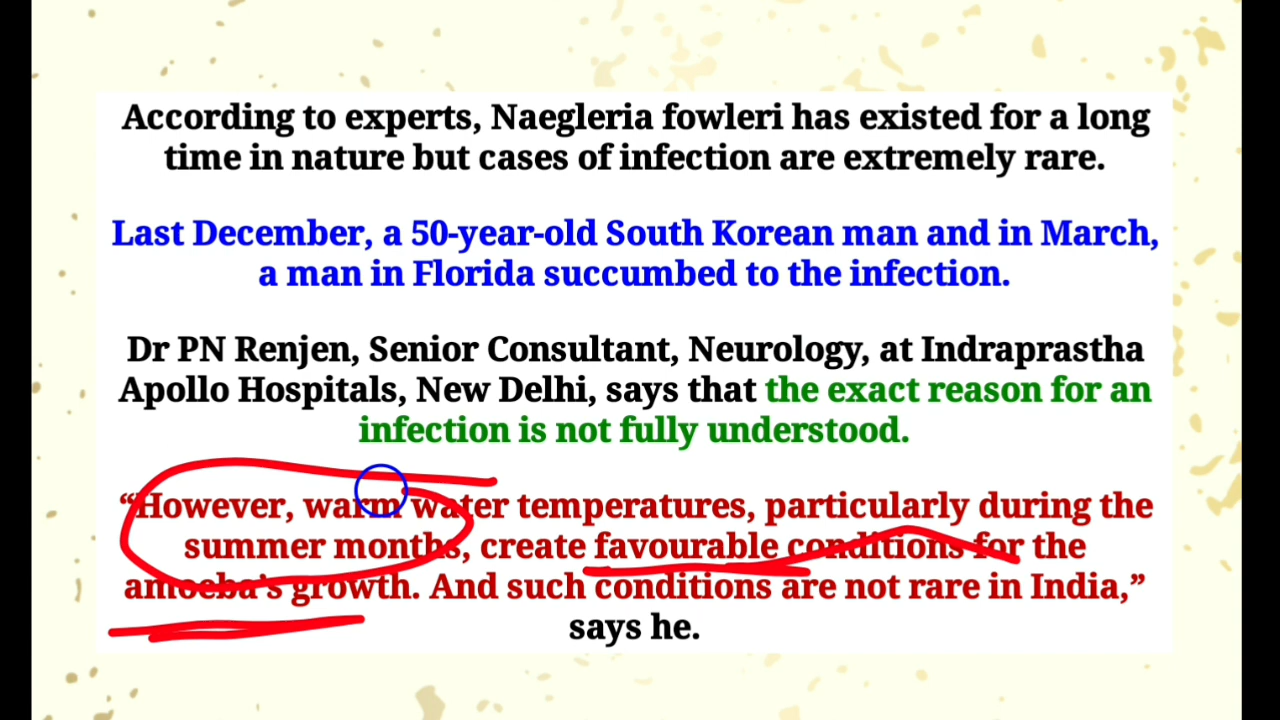 According to experts, Naegleria fowleri has existed for a long
time in nature but cases of infection are extremely rare.
Last December, a 50-year-old South Korean man and in March,
a man in Florida succumbed to the infection.
Dr PN Renjen, Senior Consultant, Neurology, at Indraprastha
Apollo Hospitals, New Delhi, says that the exact reason for an
infection is not fully understood.
“However, warm water temperatures, particularly during the
summer months, create favourable conditions for the
amoeba’s growth. And such conditions are not rare in India,”
says he.